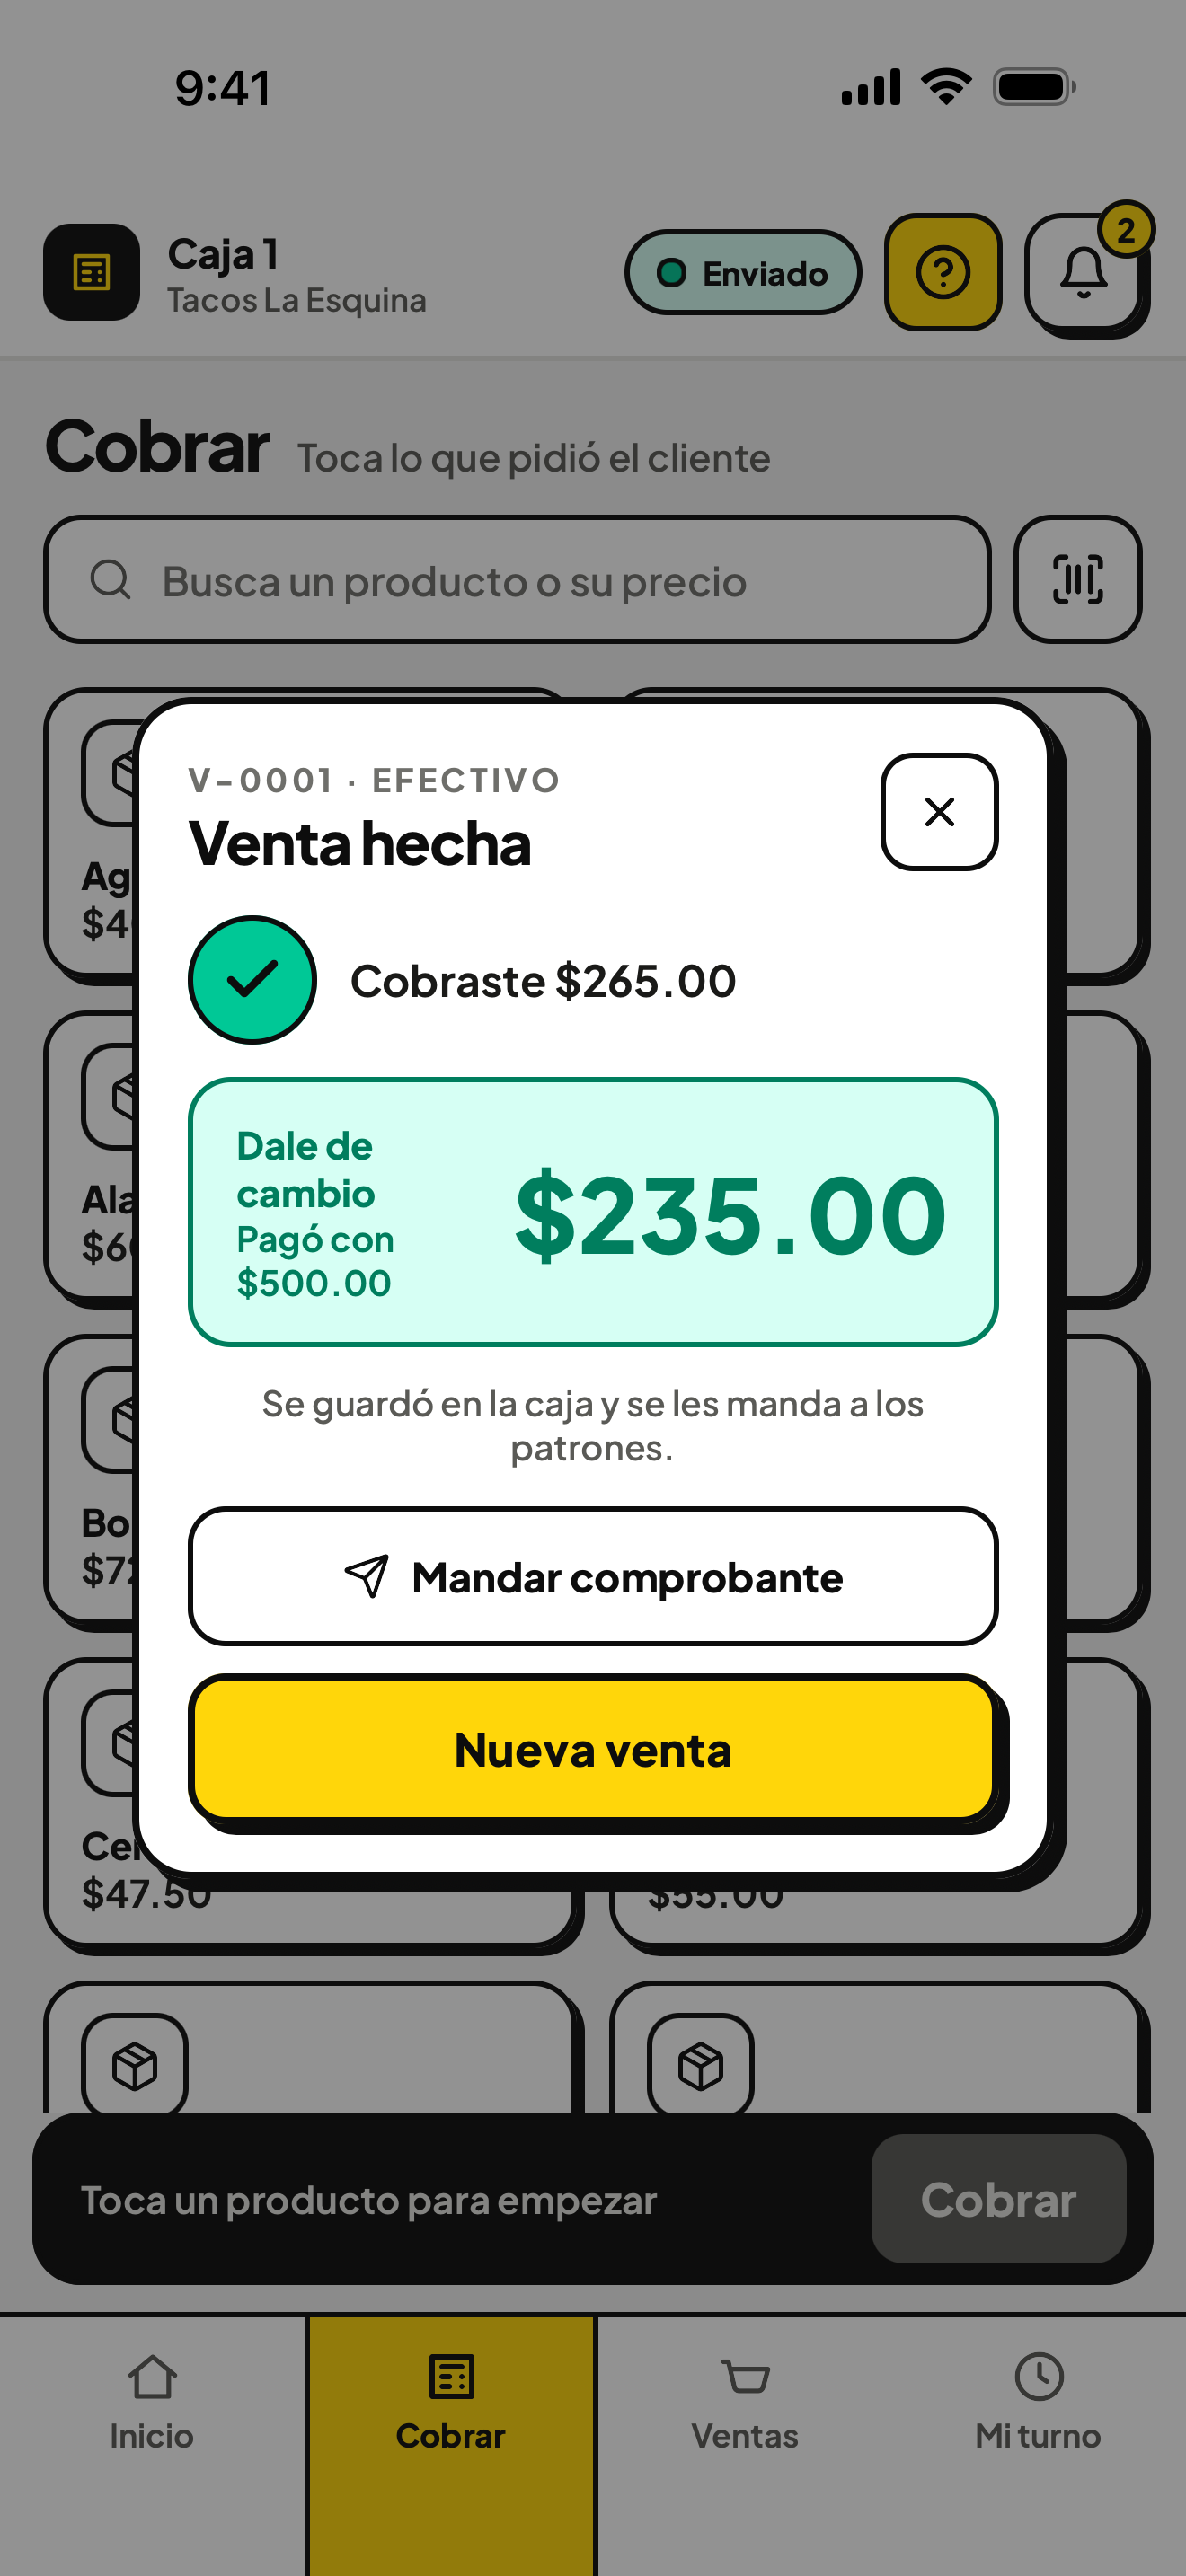 9:41
Caja 1
Tacos La Esquina
Enviado
2
Cobrar
Toca lo que pidió el cliente
Busca un producto o su precio
V-0001 · EFECTIVO
Venta hecha
Cobraste $265.00
Dale de
cambio
Pagó con
$500.00
$235.00
Se guardó en la caja y se les manda a los
patrones.
Mandar comprobante
Nueva venta
$47.50
$55.00
Toca un producto para empezar
Cobrar
Inicio
Cobrar
Ventas
Mi turno